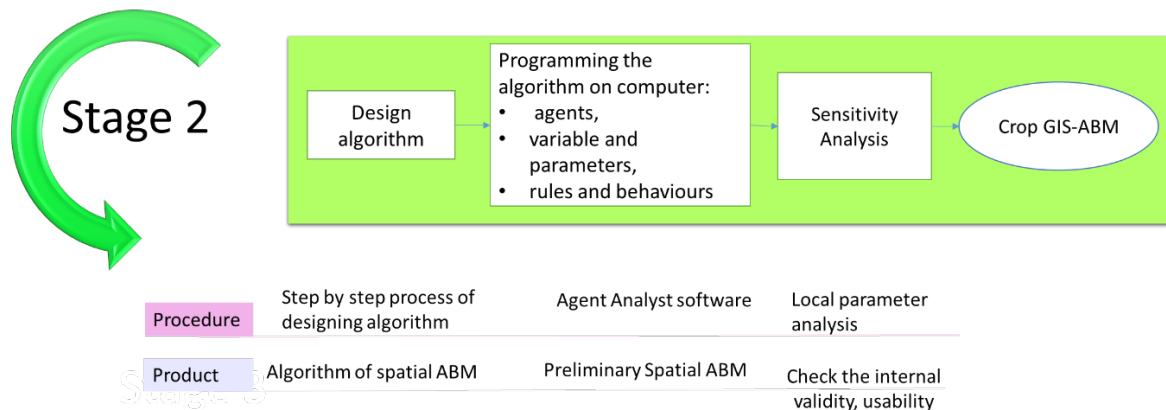 Stage 2
Design
algorithm
Programming the
algorithm on computer:
• agents,
• variable and
parameters,
• rules and behaviours
Sensitivity
Analysis
Crop GIS-ABM
Procedure
Step by step process of
designing algorithm
Agent Analyst software
Local parameter
analysis
Product
Algorithm of spatial ABM
Preliminary Spatial ABM
Check the internal
validity, usability
Stage 3